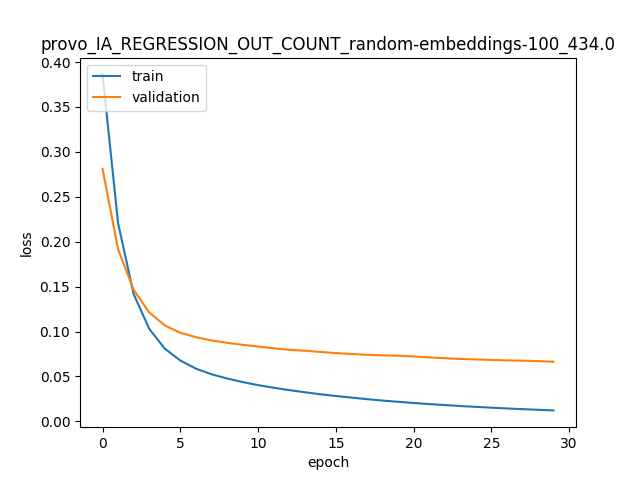 provo_IA_REGRESSION_OUT_COUNT_random-embeddings-100_434.0
train
validation
loss
0.40
0.35
0.30
0.25
0.20
0.15
0.10
0.05
0.00
0 5 10 15 20 25 30
epoch